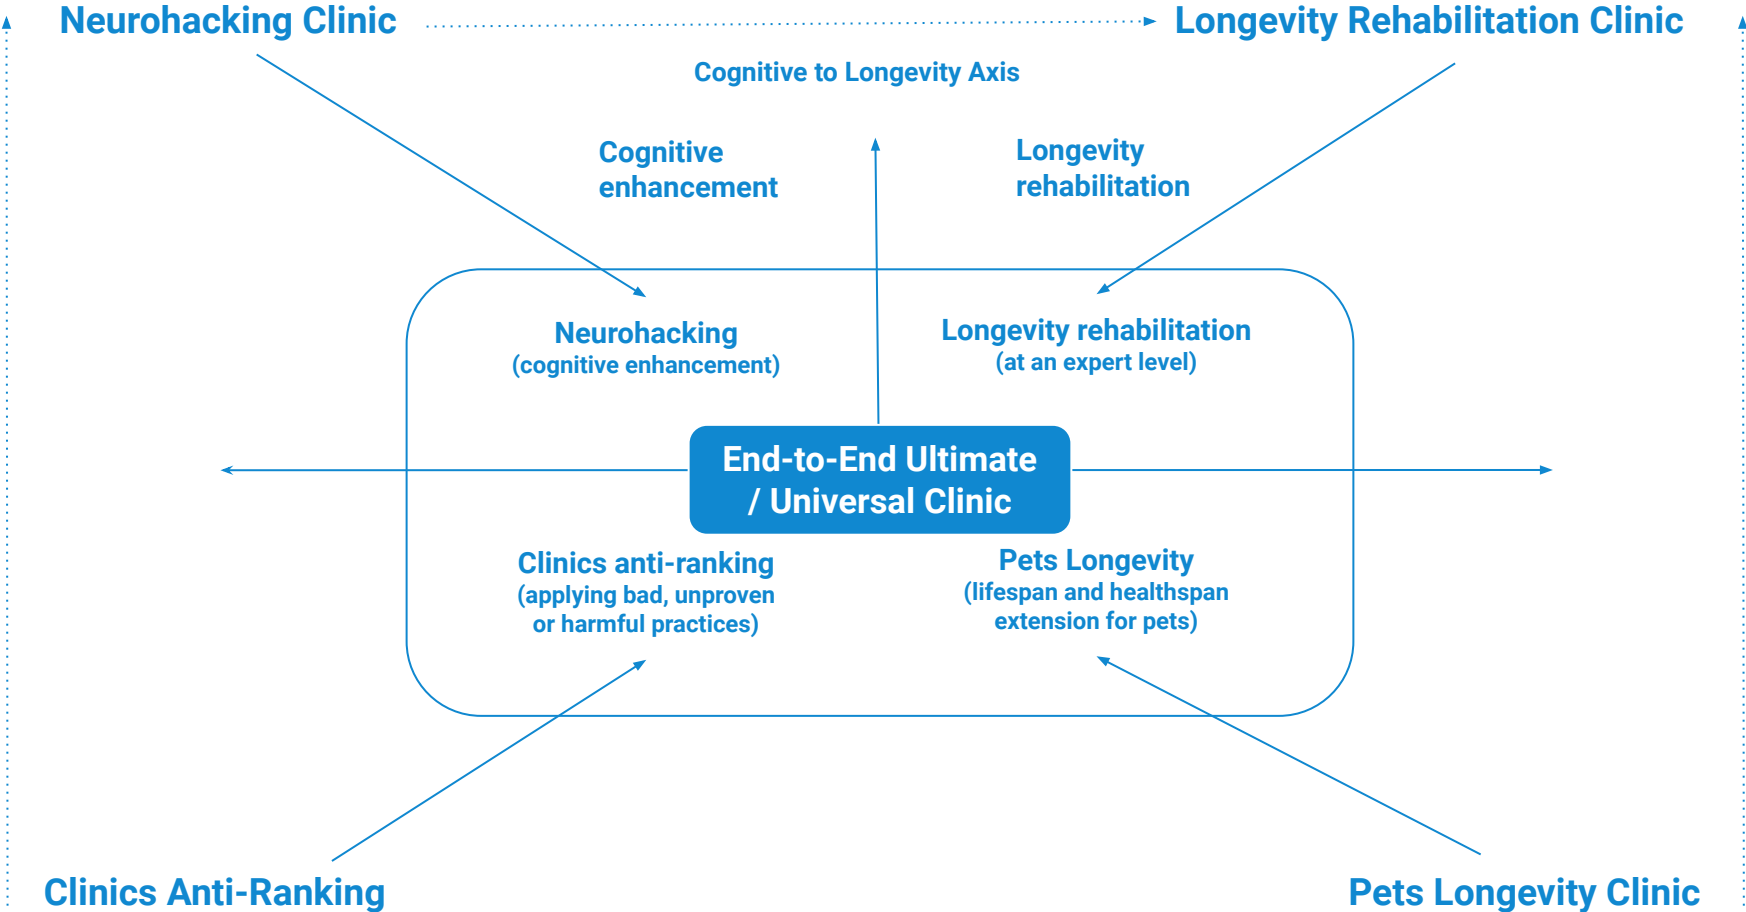 Neurohacking Clinic
Longevity Rehabilitation Clinic
Cognitive to Longevity Axis
Cognitive
enhancement
Longevity
rehabilitation
Neurohacking
(cognitive enhancement)
Longevity rehabilitation
(at an expert level)
End-to-End Ultimate
/ Universal Clinic
Clinics anti-ranking
(applying bad, unproven
or harmful practices)
Pets Longevity
(lifespan and healthspan
extension for pets)
Clinics Anti-Ranking
Pets Longevity Clinic